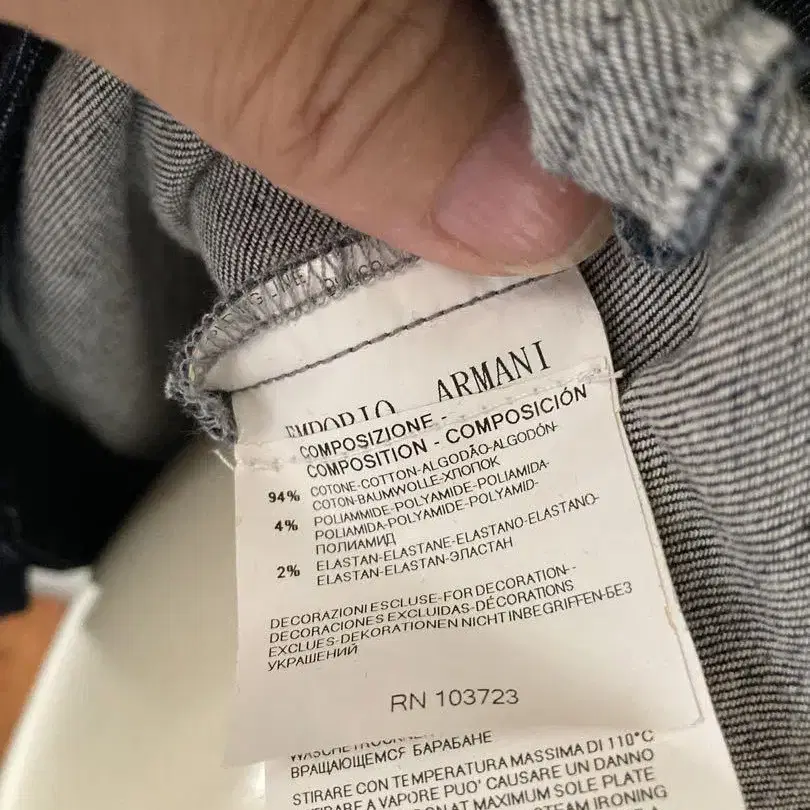 EMPORIO ARMANI
COMPOSIZIONE -
COMPOSITION - COMPOSICIÓN
94% COTONE-COTTON-ALGODÃO-ALGODÓN-
COTON-BAUMWOLLE-ХЛОПОК
4% POLIAMMIDE-POLYAMIDE-POLIAMIDA-
POLIAMIDA-POLYAMIDE-POLYAMID-
ПОЛИАМИД
2% ELASTAN-ELASTANE-ELASTANO-ELASTANO-
ELASTAN-ELASTAN-ЭЛАСТАН
DECORAZIONI ESCLUSE-FOR DECORATION-
DECORACIONES EXCLUIDAS-DÉCORATIONS
EXCLUES-DEKORATIONEN NICHT INBEGRIFFEN-БЕЗ
УКРАШЕНИЙ
RN 103723
ВРАЩАЮЩЕМСЯ БАРАБАНЕ
STIRARE CON TEMPERATURA MASSIMA DI 110°C
STIRARE A VAPORE PUO' CAUSARE UN DANNO
AT MAXIMUM SOLE PLATE
STEAM IRONING